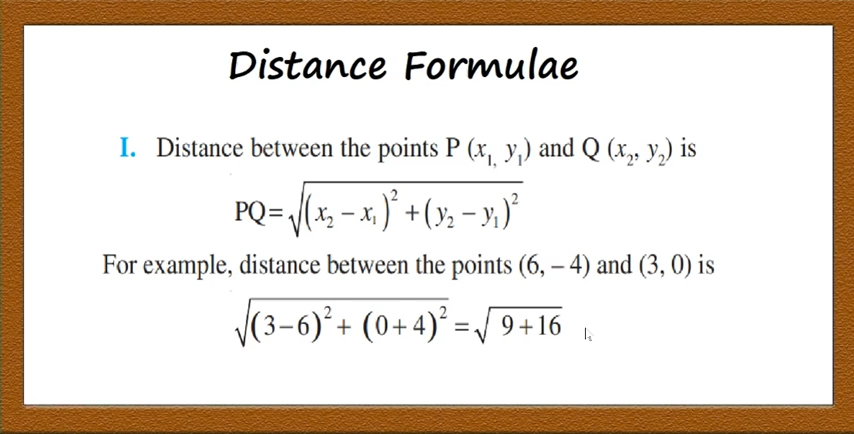 Distance Formulae
I. Distance between the points P (x₁, y₁) and Q (x₂, y₂) is
PQ=√((x₂ – x₁)² +(y₂ – y₁)²)
For example, distance between the points (6, – 4) and (3, 0) is
√((3–6)² + (0+4)²) = √(9+16)